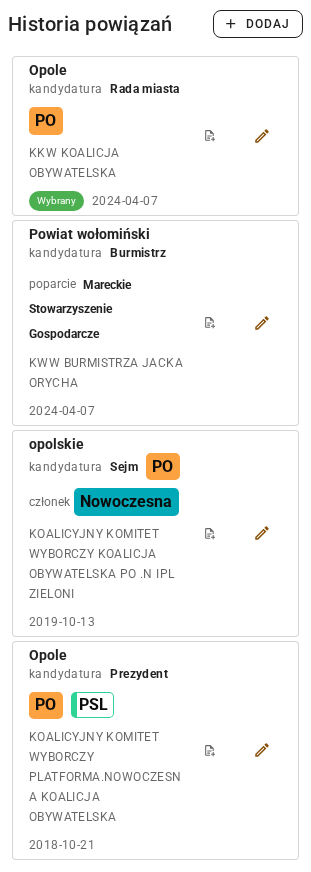 Historia powiązań
+ DODAJ
Opole
kandydatura Rada miasta
PO
KKW KOALICJA
OBYWATELSKA
Wybrany 2024-04-07
Powiat wołomiński
kandydatura Burmistrz
poparcie Mareckie
Stowarzyszenie
Gospodarcze
KWW BURMISTRZA JACKA
ORYCHA
2024-04-07
opolskie
kandydatura Sejm PO
członek Nowoczesna
KOALICYJNY KOMITET
WYBORCZY KOALICJA
OBYWATELSKA PO .N IPL
ZIELONI
2019-10-13
Opole
kandydatura Prezydent
PO PSL
KOALICYJNY KOMITET
WYBORCZY
PLATFORMA.NOWOCZESN
A KOALICJA
OBYWATELSKA
2018-10-21